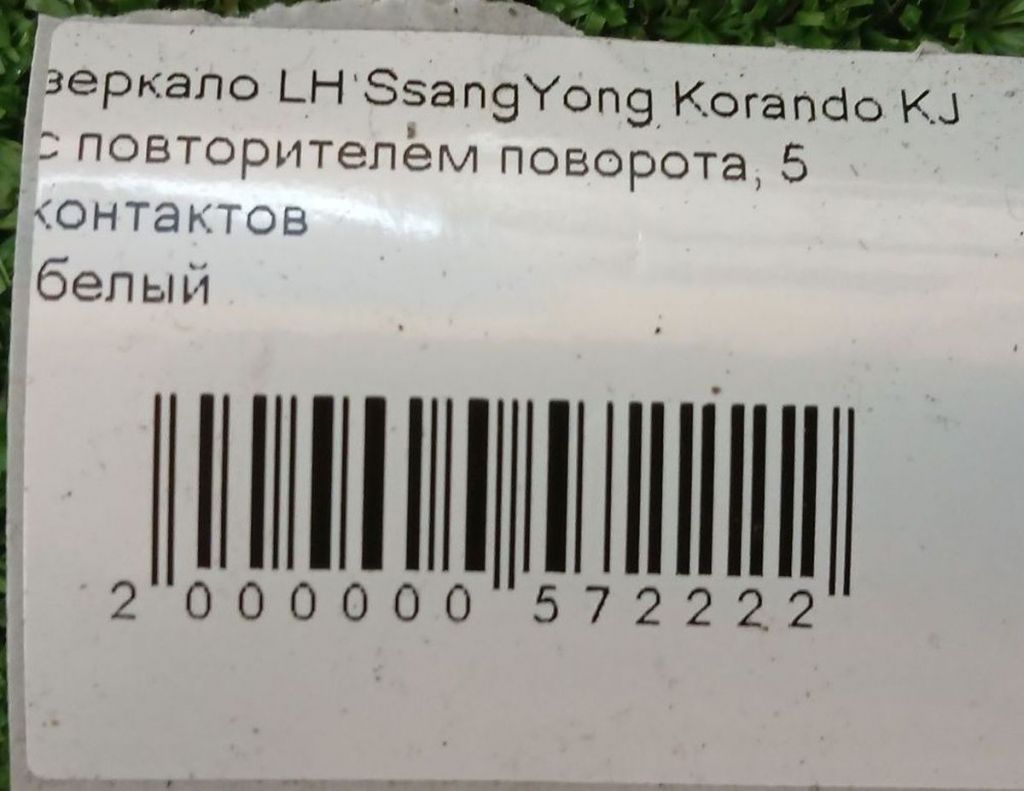 зеркало LH SsangYong Korando KJ
с повторителем поворота, 5
контактов
белый
2 000000 572222